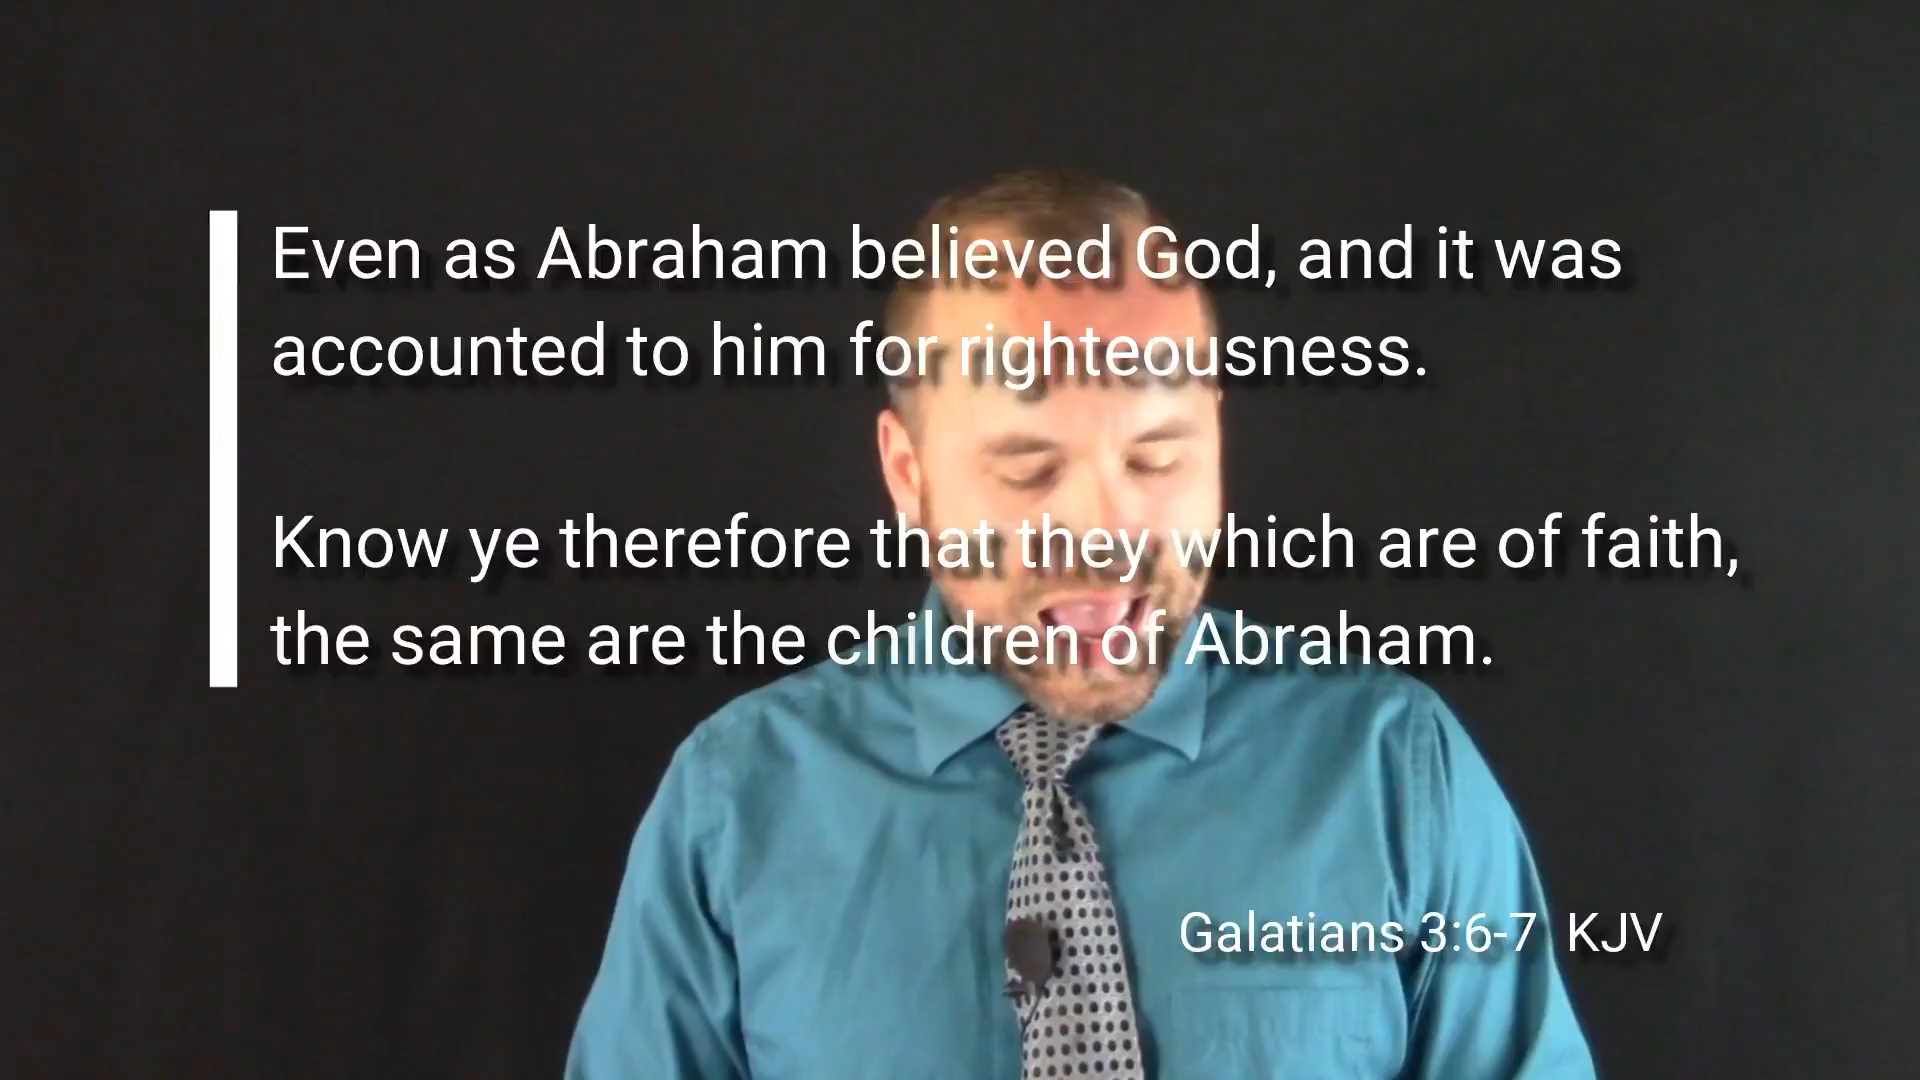 Even as Abraham believed God, and it was
accounted to him for righteousness.
Know ye therefore that they which are of faith,
the same are the children of Abraham.
Galatians 3:6-7 KJV